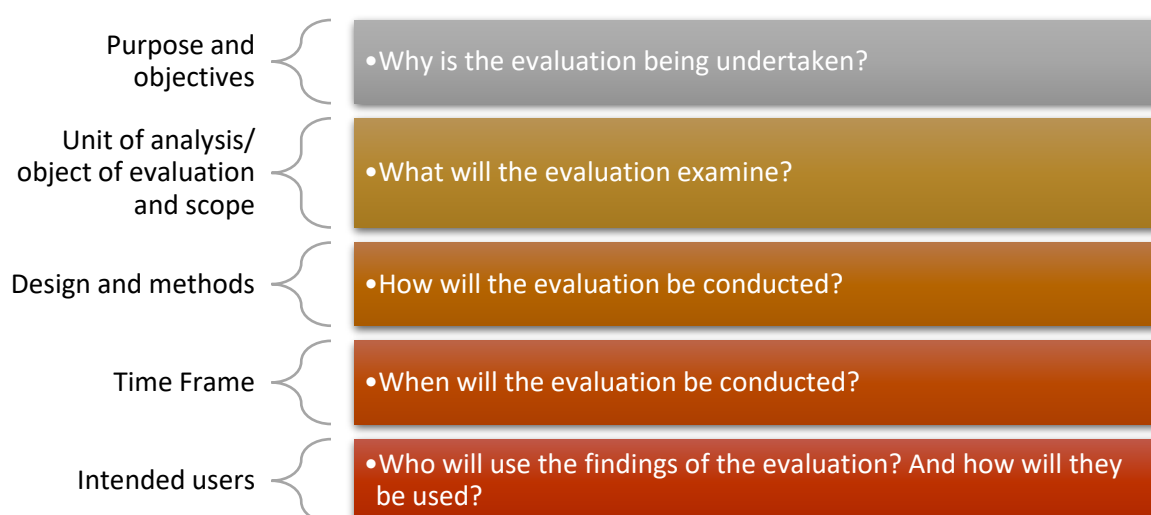 Purpose and
objectives
•Why is the evaluation being undertaken?
Unit of analysis/
object of evaluation
and scope
•What will the evaluation examine?
Design and methods
•How will the evaluation be conducted?
Time Frame
•When will the evaluation be conducted?
Intended users
•Who will use the findings of the evaluation? And how will they
be used?